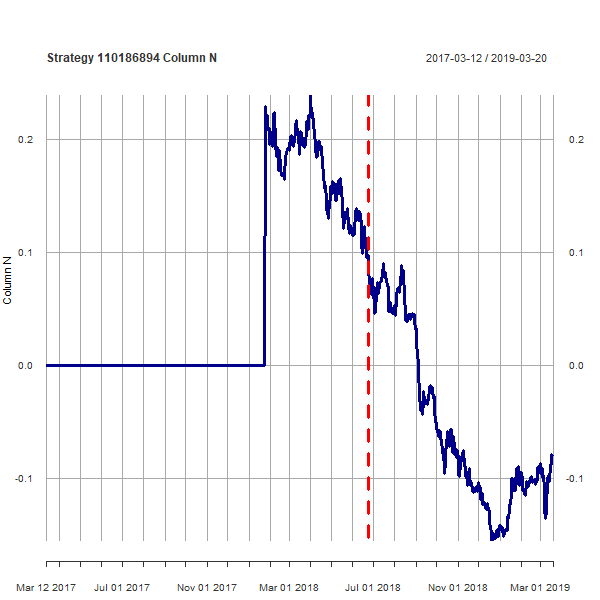 Strategy 110186894 Column N
2017-03-12 / 2019-03-20
0.2
0.2
0.1
0.1
Column N
0.0
0.0
-0.1
-0.1
Mar 12 2017
Jul 01 2017
Nov 01 2017
Mar 01 2018
Jul 01 2018
Nov 01 2018
Mar 01 2019